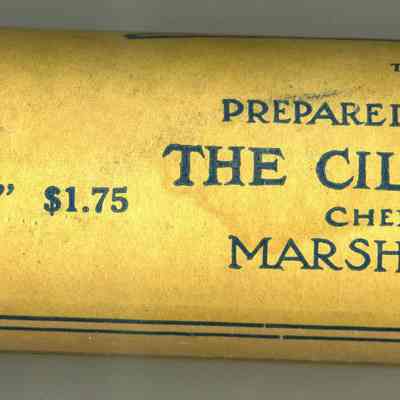 T
PREPARED
THE CIL
CHE
MARSH
" $1.75